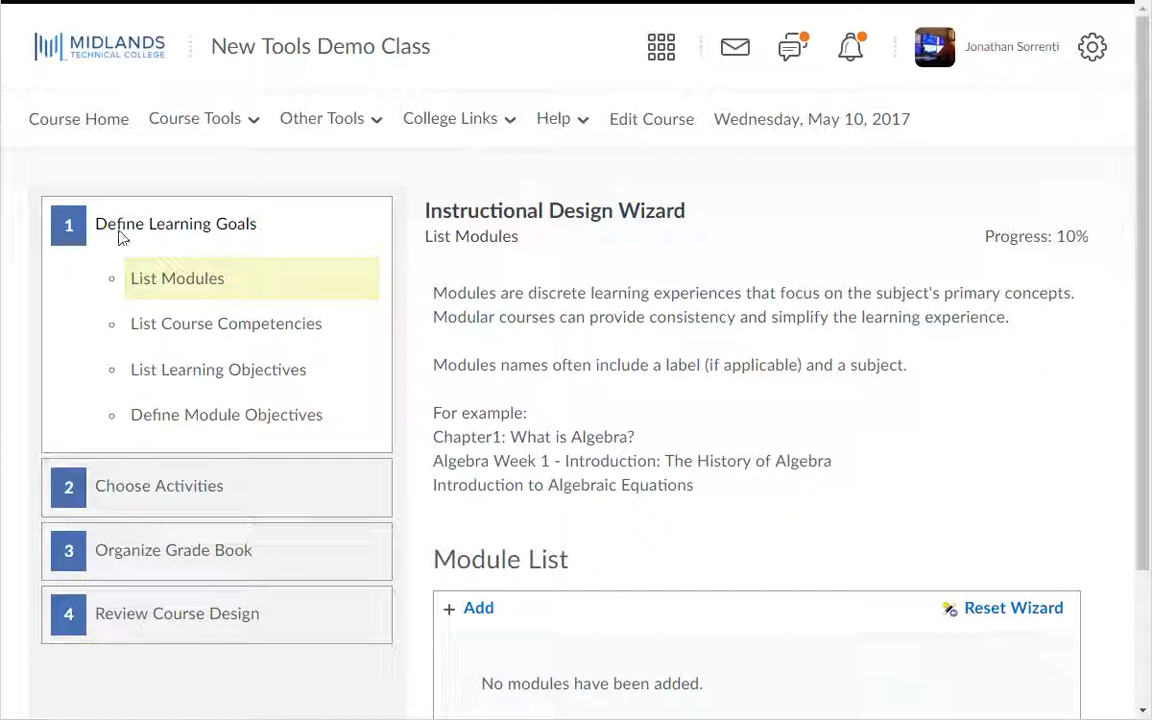 MIDLANDS
TECHNICAL COLLEGE
New Tools Demo Class
Jonathan Sorrenti
Course Home Course Tools Other Tools College Links Help Edit Course Wednesday, May 10, 2017
1 Define Learning Goals
List Modules
List Course Competencies
List Learning Objectives
Define Module Objectives
2 Choose Activities
3 Organize Grade Book
4 Review Course Design
Instructional Design Wizard
List Modules
Progress: 10%
Modules are discrete learning experiences that focus on the subject's primary concepts.
Modular courses can provide consistency and simplify the learning experience.
Modules names often include a label (if applicable) and a subject.
For example:
Chapter1: What is Algebra?
Algebra Week 1 - Introduction: The History of Algebra
Introduction to Algebraic Equations
Module List
+ Add
Reset Wizard
No modules have been added.